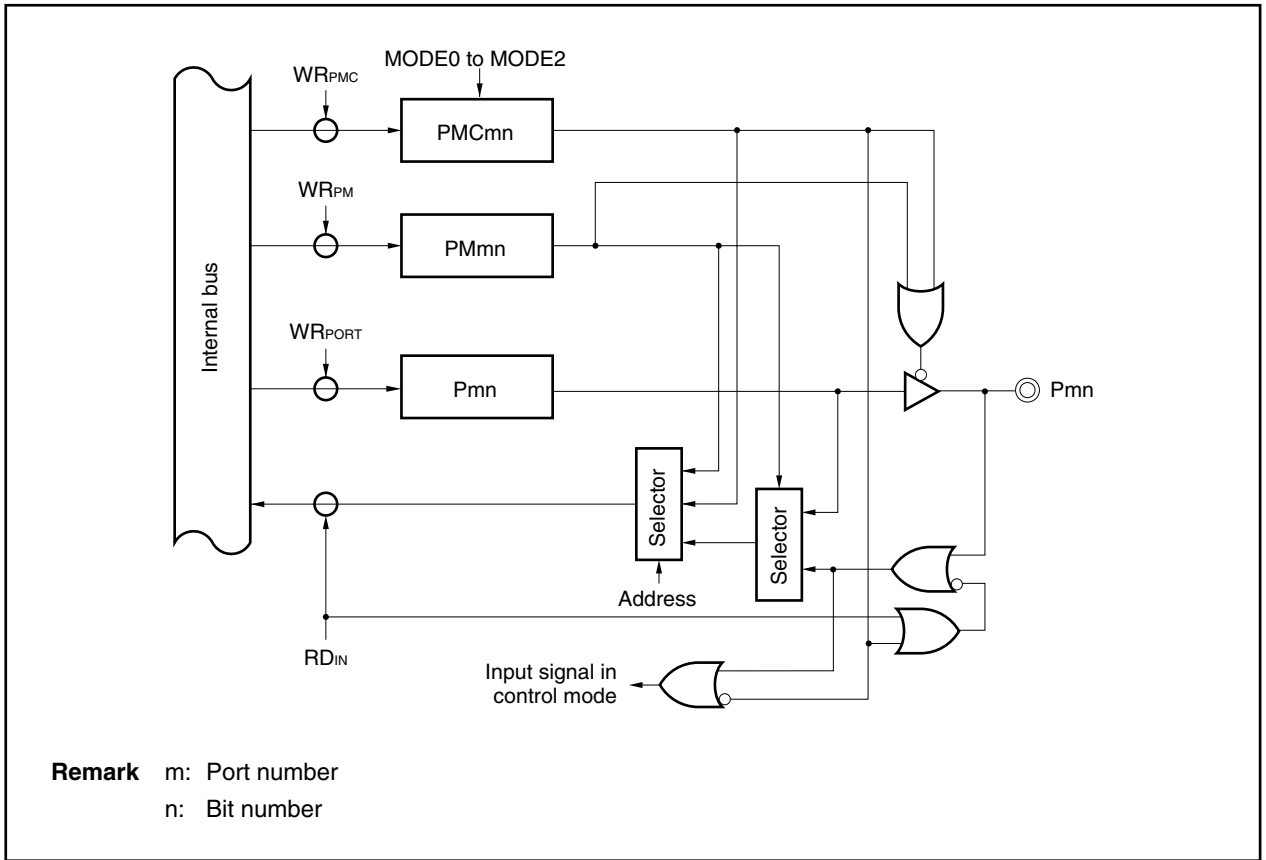 MODE0 to MODE2
WRPMC
PMCmn
WRPM
PMmn
Internal bus
WRPORT
Pmn
Pmn
Selector
Selector
Address
RDIN
Input signal in
control mode
Remark m: Port number
n: Bit number